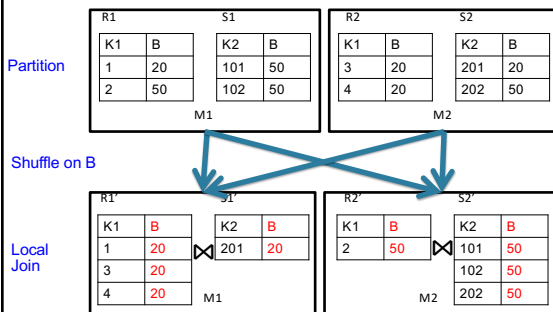 R1 S1 R2 S2
K1 B K2 B K1 B K2 B
Partition 1 20 101 50 3 20 201 20
2 50 102 50 4 20 202 50
M1 M2
Shuffle on B
R1’ S1’ R2’ S2’
K1 B K2 B K1 B K2 B
Local 1 20 ⋈ 201 20 2 50 ⋈ 101 50
Join 3 20 102 50
4 20 M1 M2 202 50